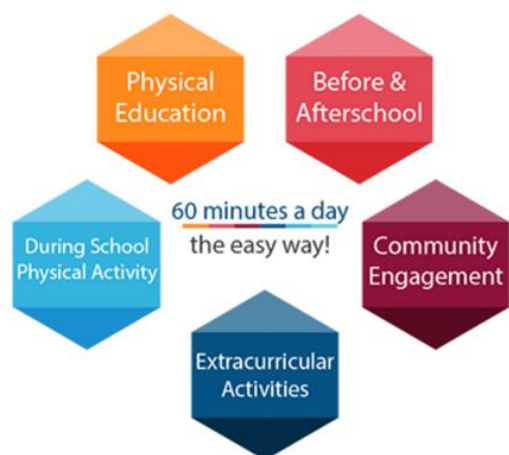 Physical
Education
Before &
Afterschool
60 minutes a day
the easy way!
During School
Physical Activity
Community
Engagement
Extracurricular
Activities